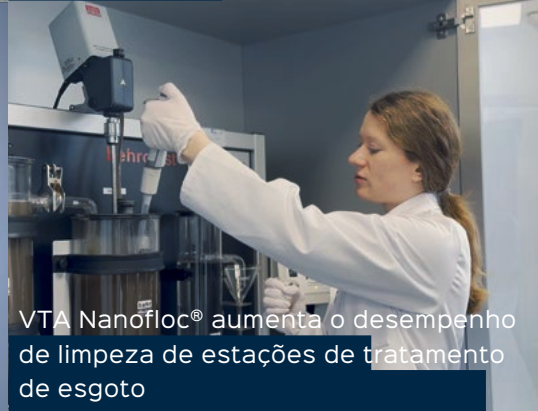 VTA Nanofloc® aumenta o desempenho
de limpeza de estações de tratamento
de esgoto